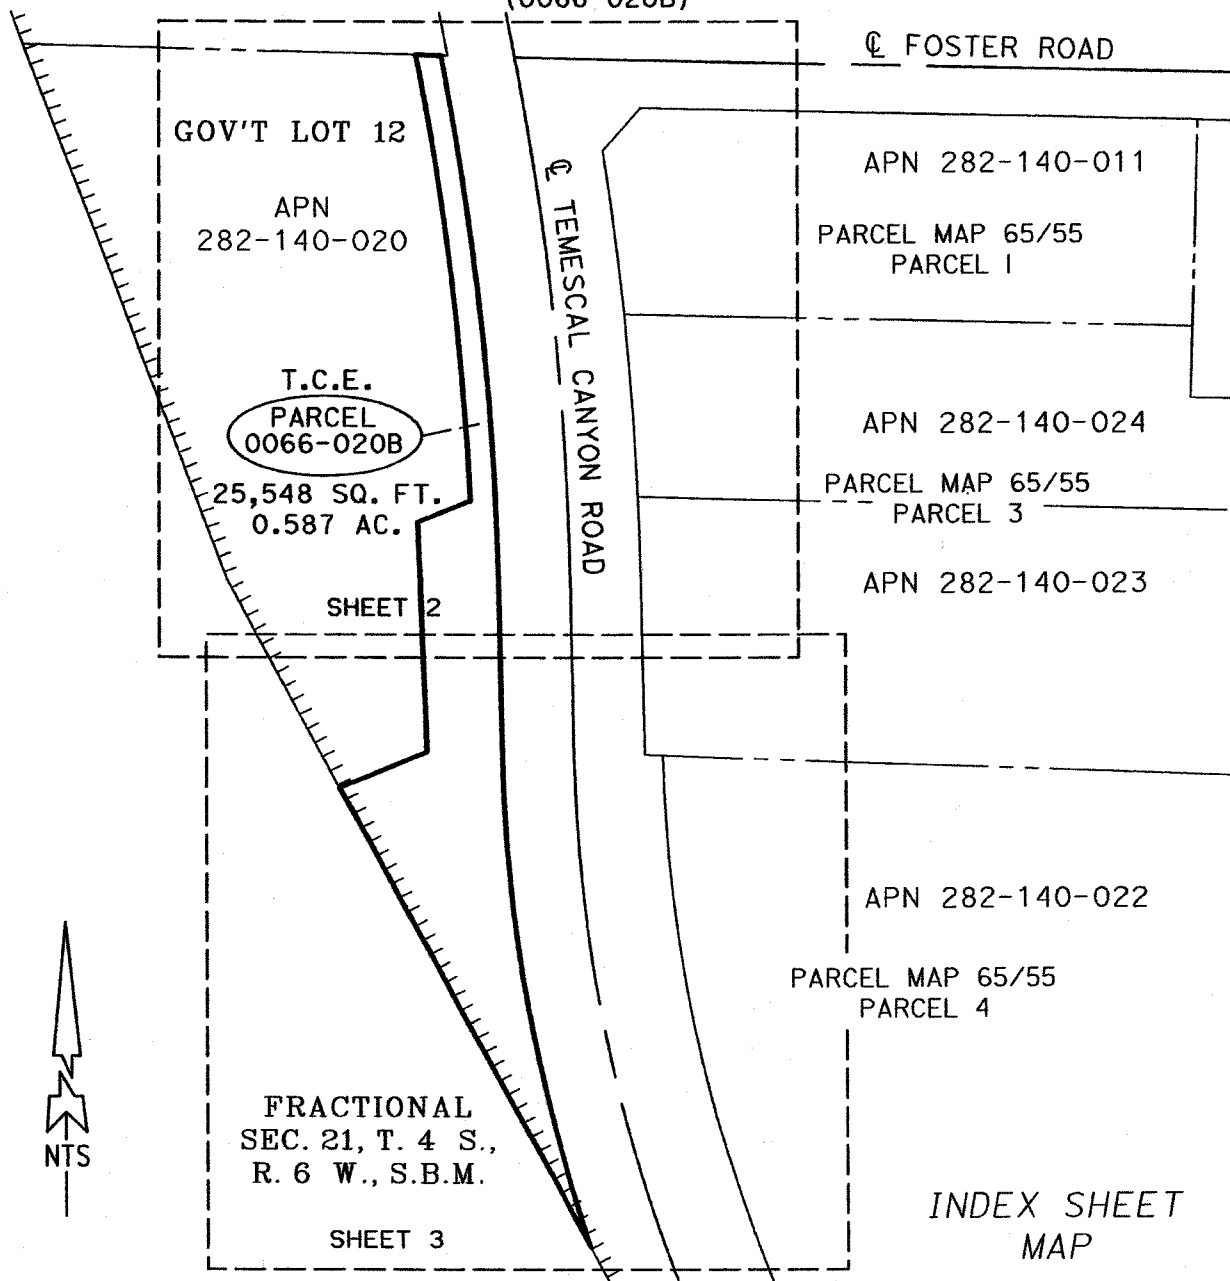 (0066-020B)
℄ FOSTER ROAD
GOV'T LOT 12
APN
282-140-020
℄ TEMESCAL CANYON ROAD
APN 282-140-011
PARCEL MAP 65/55
PARCEL 1
T.C.E.
PARCEL
0066-020B
25,548 SQ. FT.
0.587 AC.
APN 282-140-024
PARCEL MAP 65/55
PARCEL 3
APN 282-140-023
SHEET 2
APN 282-140-022
PARCEL MAP 65/55
PARCEL 4
NTS
FRACTIONAL
SEC. 21, T. 4 S.,
R. 6 W., S.B.M.
SHEET 3
INDEX SHEET
MAP